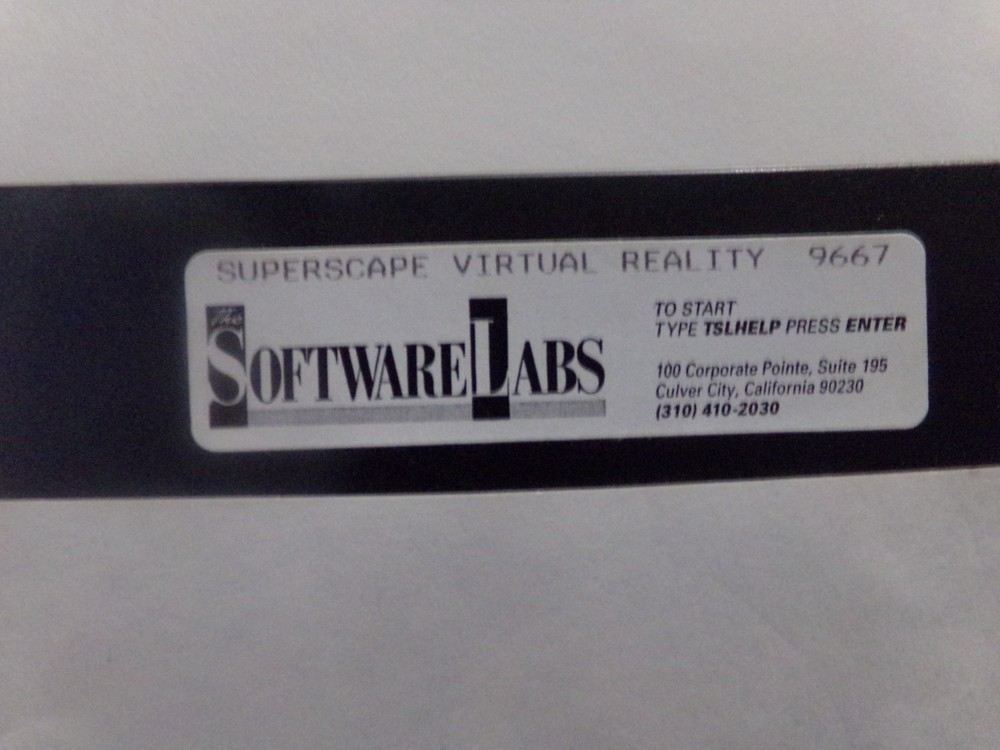 SUPERSCAPE VIRTUAL REALITY 9667
The
SOFTWARE LABS
TO START
TYPE TSLHELP PRESS ENTER
100 Corporate Pointe, Suite 195
Culver City, California 90230
(310) 410-2030